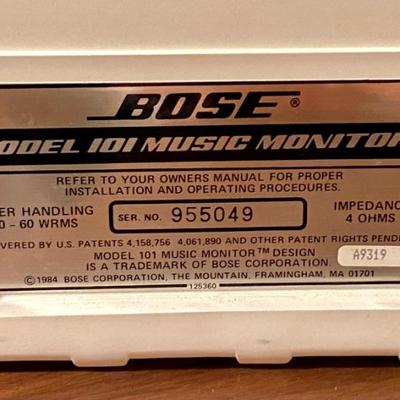 BOSE®
ODEL 101 MUSIC MONITOR
REFER TO YOUR OWNERS MANUAL FOR PROPER
INSTALLATION AND OPERATING PROCEDURES.
ER HANDLING
0 - 60 WRMS
SER. NO. 955049
IMPEDANC
4 OHMS
VERED BY U.S. PATENTS 4,158,756 4,061,890 AND OTHER PATENT RIGHTS PEND
MODEL 101 MUSIC MONITOR™ DESIGN
IS A TRADEMARK OF BOSE CORPORATION.
A9319
©1984 BOSE CORPORATION, THE MOUNTAIN, FRAMINGHAM, MA 01701
125360